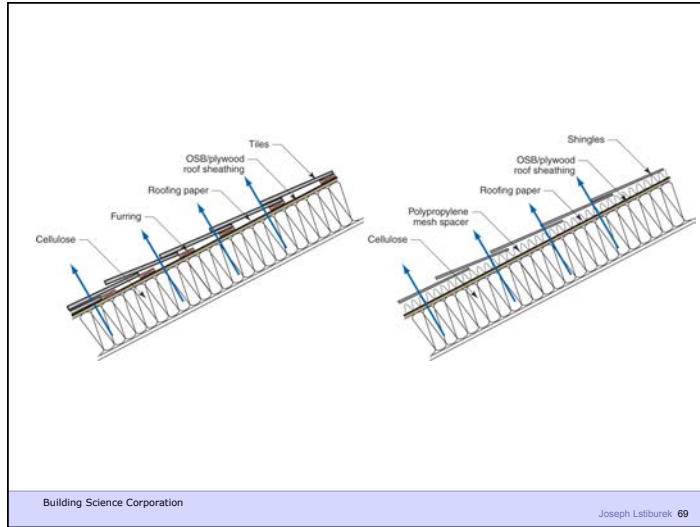 Tiles
OSB/plywood
roof sheathing
Roofing paper
Furring
Cellulose
Shingles
OSB/plywood
roof sheathing
Roofing paper
Polypropylene
mesh spacer
Cellulose
Building Science Corporation
Joseph Lstiburek 69